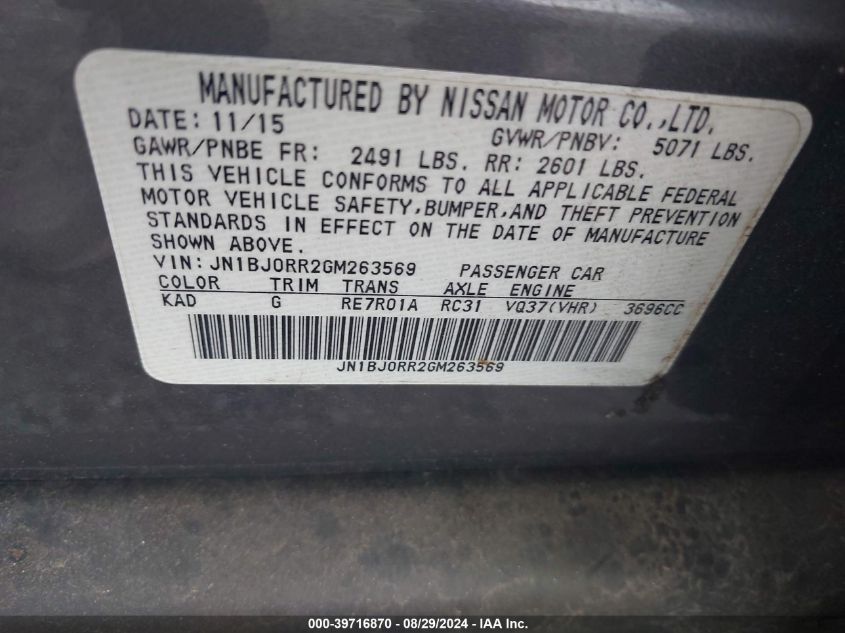 MANUFACTURED BY NISSAN MOTOR CO.,LTD.
DATE: 11/15 GVWR/PNBV: 5071 LBS.
GAWR/PNBE FR: 2491 LBS. RR: 2601 LBS.
THIS VEHICLE CONFORMS TO ALL APPLICABLE FEDERAL
MOTOR VEHICLE SAFETY,BUMPER,AND THEFT PREVENTION
STANDARDS IN EFFECT ON THE DATE OF MANUFACTURE
SHOWN ABOVE.
VIN:JN1BJ0RR2GM263569 PASSENGER CAR
COLOR TRIM TRANS AXLE ENGINE
KAD G RE7R01A RC31 VQ37(VHR) 3696CC
JN1BJ0RR2GM263569
000-39716870 - 08/29/2024 - IAA Inc.